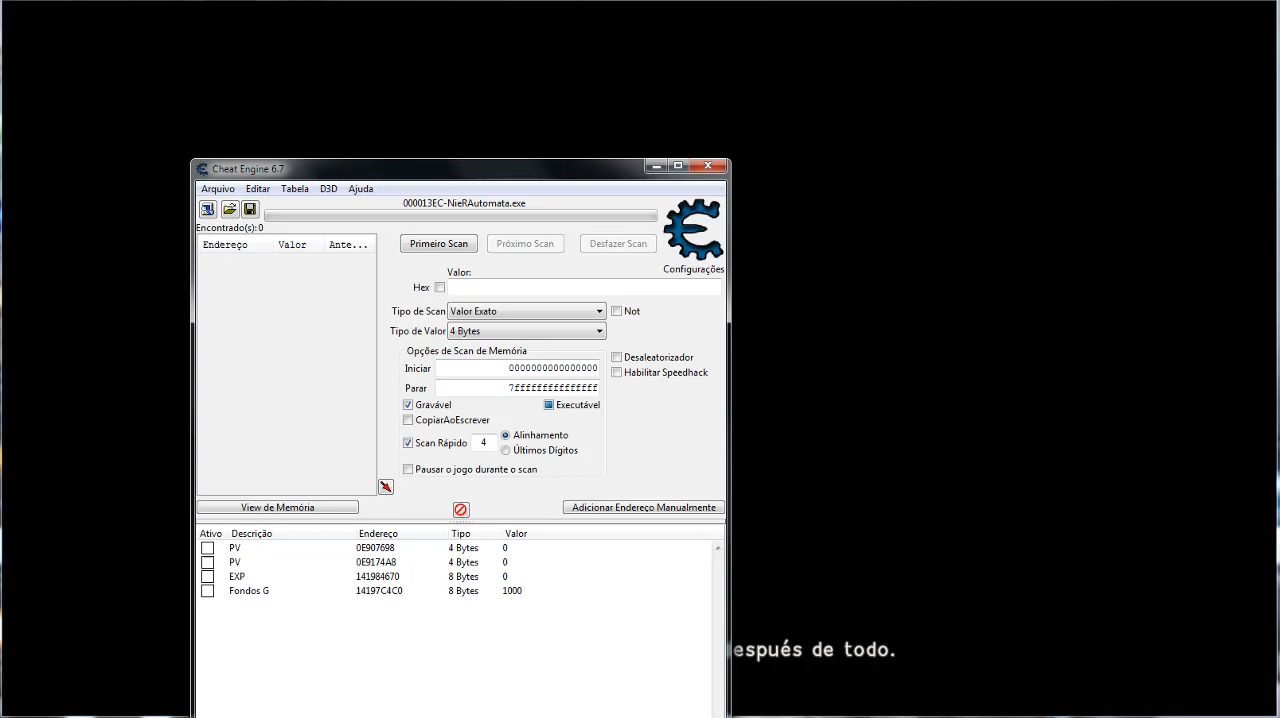 Cheat Engine 6.7
Arquivo Editar Tabela D3D Ajuda
000013EC-NieRAutomata.exe
Encontrado(s): 0
Endereço Valor Ante...
Primeiro Scan Próximo Scan Desfazer Scan
Configurações
Valor:
Hex
Tipo de Scan Valor Exato Not
Tipo de Valor 4 Bytes
Opções de Scan de Memória
Iniciar 0000000000000000
Parar 7fffffffffffffff
Desaleatorizador
Habilitar Speedhack
Gravável Executável
CopiarAoEscrever
Scan Rápido 4 Alinhamento
Últimos Dígitos
Pausar o jogo durante o scan
View de Memória Adicionar Endereço Manualmente
Ativo Descrição Endereço Tipo Valor
PV 0E907698 4 Bytes 0
PV 0E9174A8 4 Bytes 0
EXP 141984670 8 Bytes 0
Fondos G 14197C4C0 8 Bytes 1000
espués de todo.